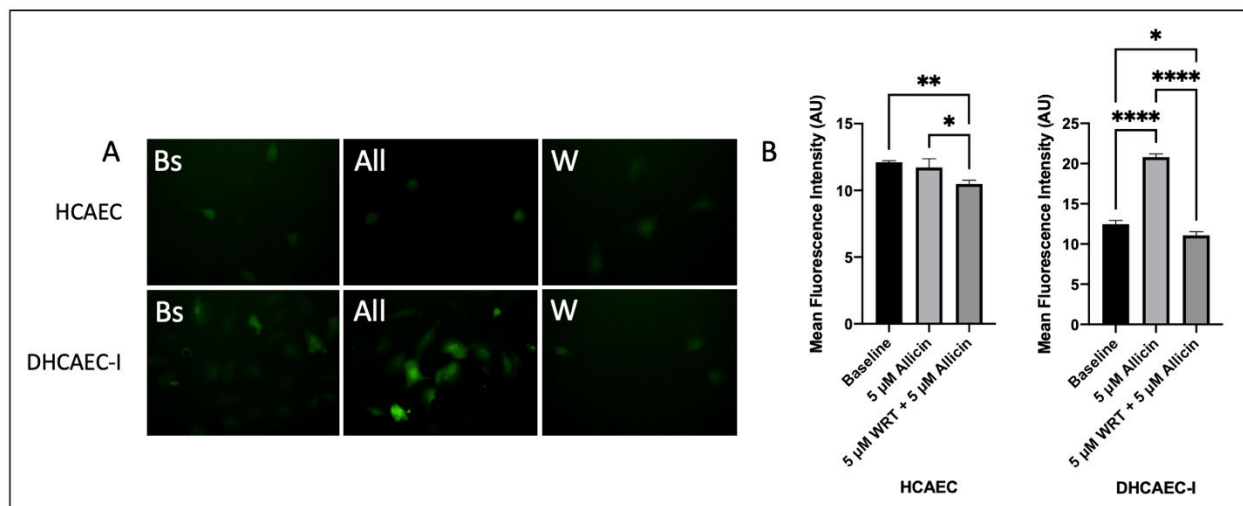 A
HCAEC
Bs
All
W
DHCAEC-I
Bs
All
W
B
Mean Fluorescence Intensity (AU)
15
10
5
0
**
*
Baseline
5 µM Allicin
5 µM WRT + 5 µM Allicin
HCAEC
Mean Fluorescence Intensity (AU)
25
20
15
10
5
0
*
****
****
Baseline
5 µM Allicin
5 µM WRT + 5 µM Allicin
DHCAEC-I